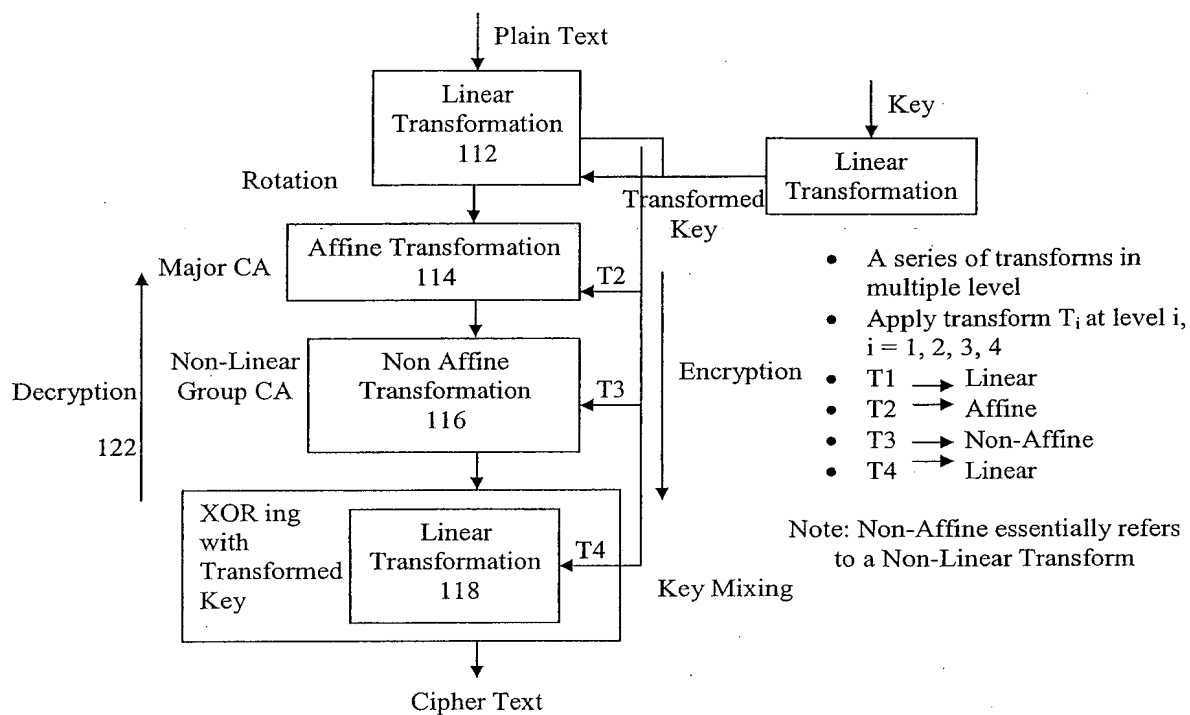 Plain Text
Linear
Transformation
112
Key
Linear
Transformation
Rotation
Transformed
Key
Affine Transformation
114
Major CA
T2
Non-Linear
Group CA
Non Affine
Transformation
116
T3
Decryption
122
Encryption
XOR ing
with
Transformed
Key
Linear
Transformation
118
T4
Key Mixing
Cipher Text
• A series of transforms in
multiple level
• Apply transform Ti at level i,
i = 1, 2, 3, 4
• T1 → Linear
• T2 → Affine
• T3 → Non-Affine
• T4 → Linear
Note: Non-Affine essentially refers
to a Non-Linear Transform